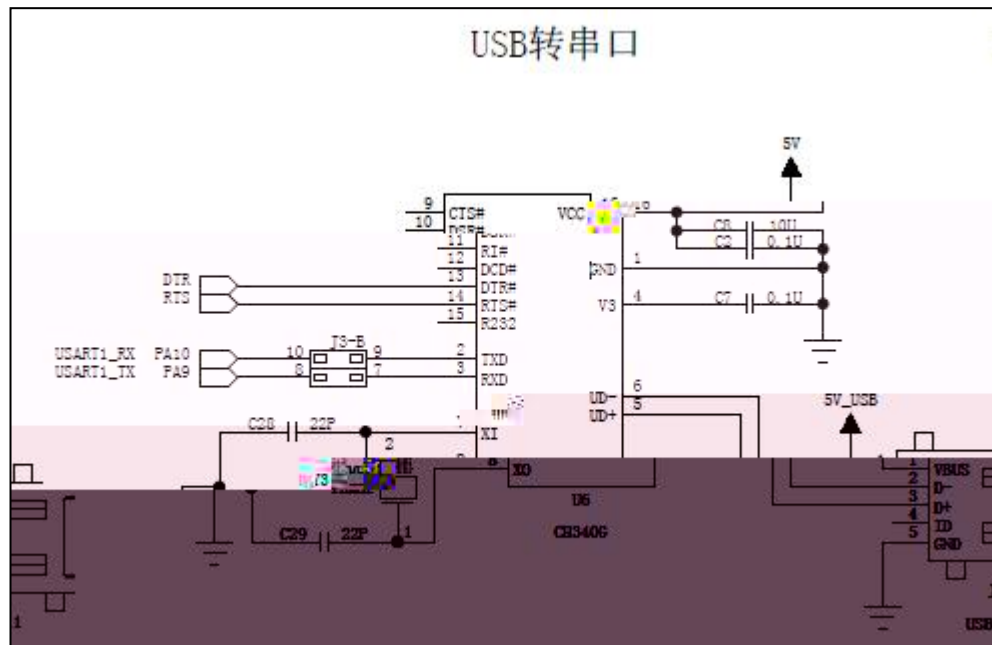 USB转串口
5V
9 CTS# VCC
10
11 RI#
12 DCD# GND 1
13 DTR#
14 RTS# V3 4
15 R232
C8 10U
C2 0.1U
C7 0.1U
DTR
RTS
J3-B
USART1_RX PA10 10 9 2 TXD
USART1_TX PA9 8 7 3 RXD
UD- 6
UD+ 5
5V_USB
C28 22P XI
2
8 XO
U6
CH340G
C29 22P 1
1 VBUS
2 D-
3 D+
4 ID
5 GND
1
USB